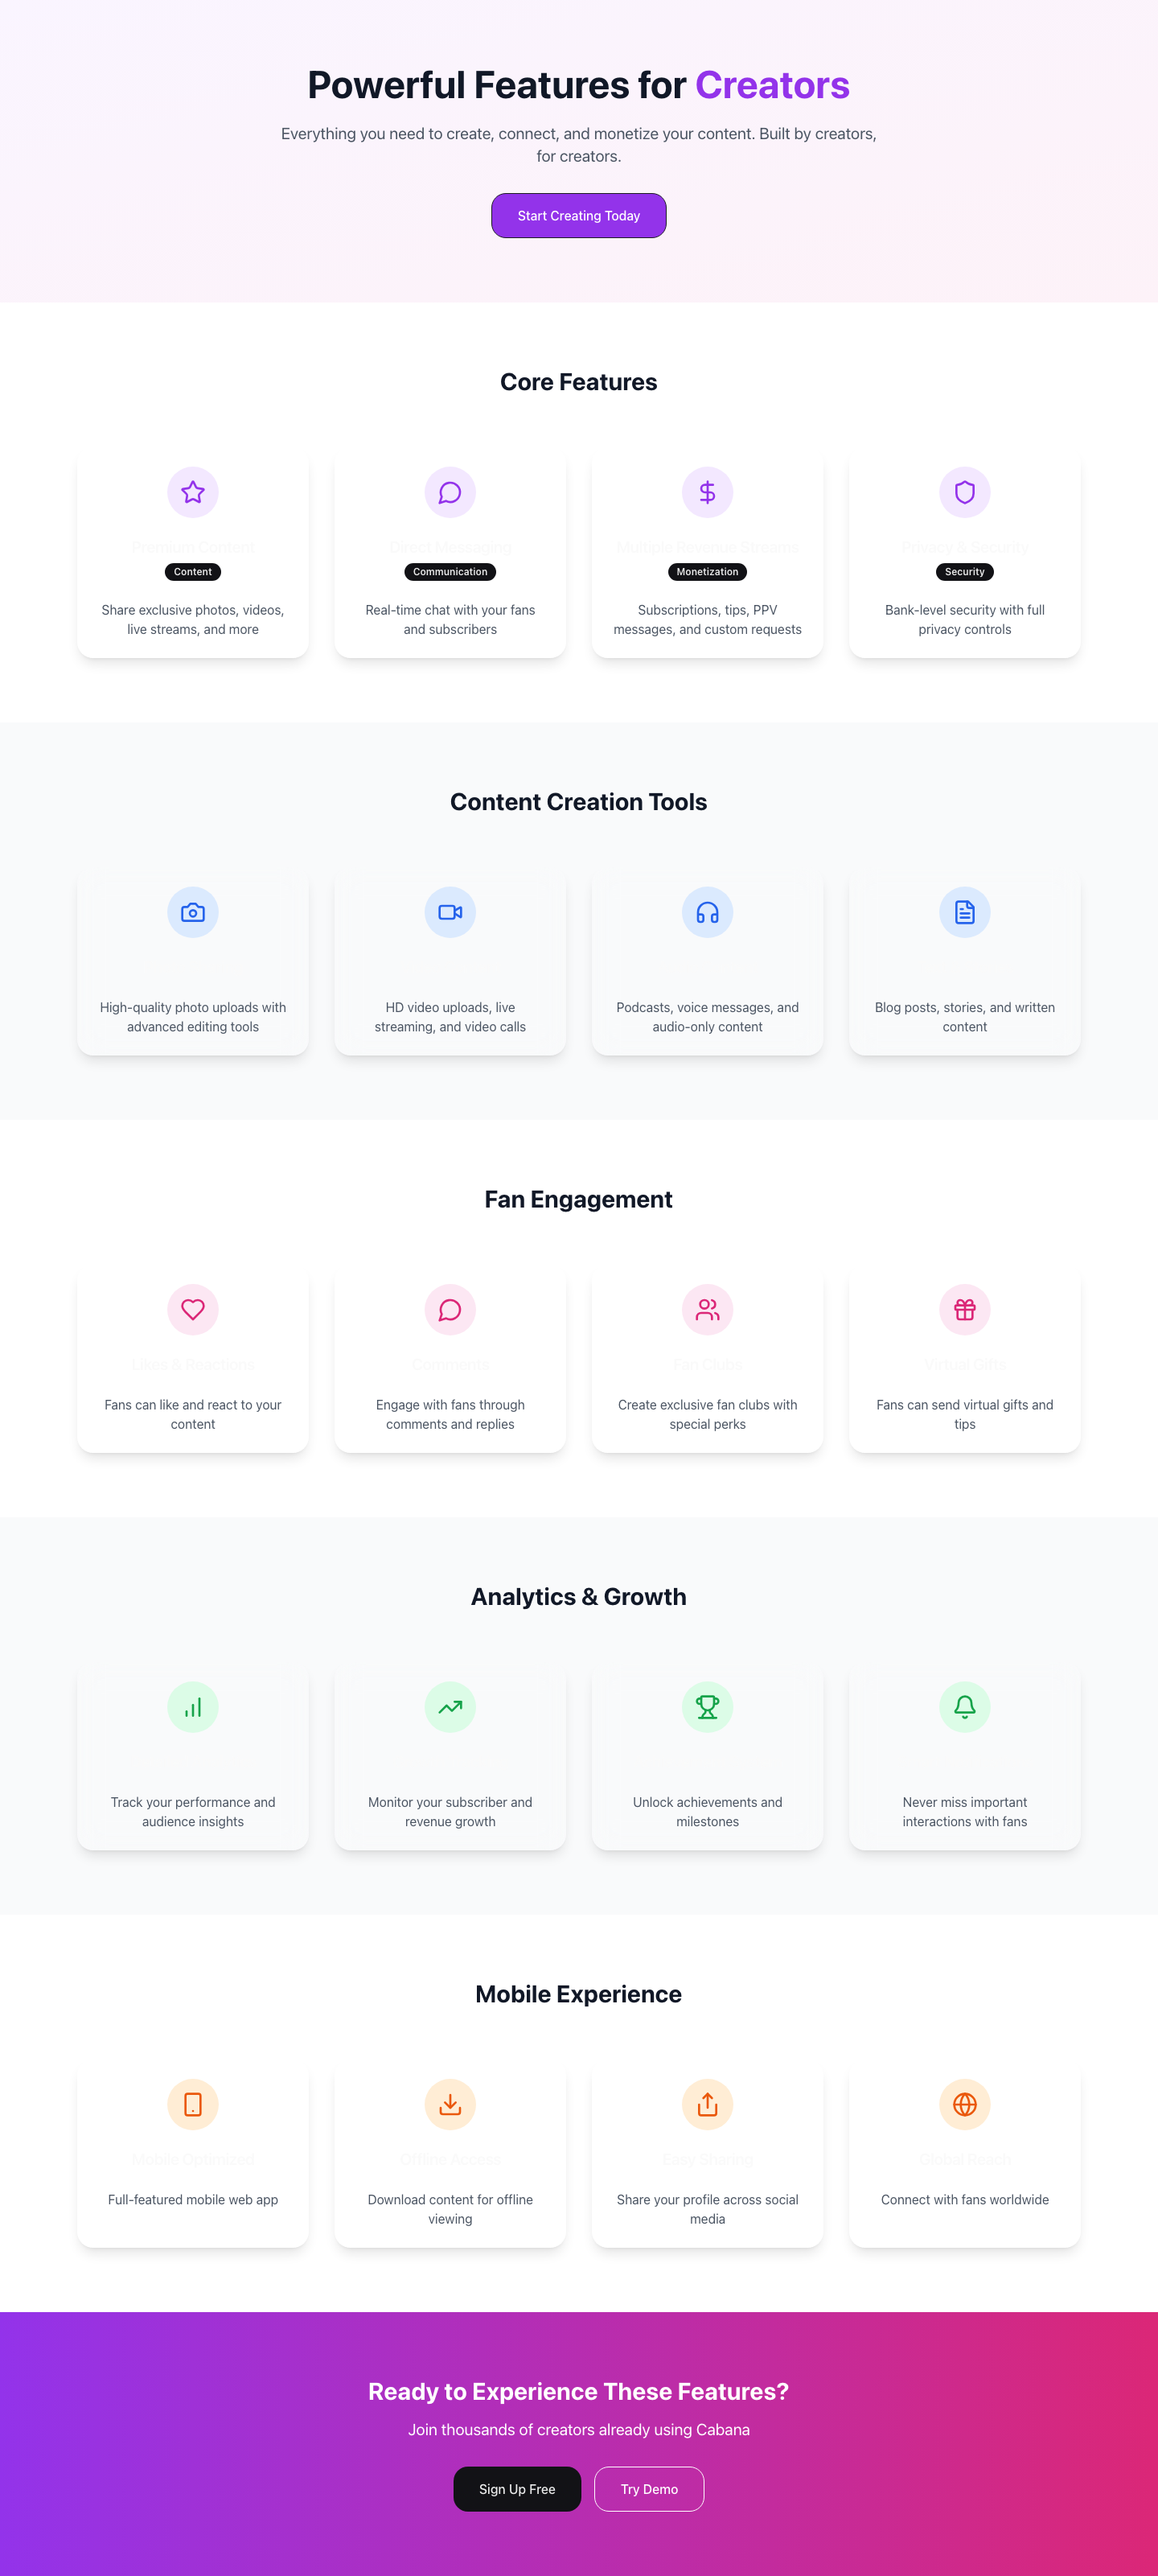 Powerful Features for Creators
Everything you need to create, connect, and monetize your content. Built by creators,
for creators.
Start Creating Today
Core Features
Premium Content
Content
Share exclusive photos, videos,
live streams, and more
Direct Messaging
Communication
Real-time chat with your fans
and subscribers
Multiple Revenue Streams
Monetization
Subscriptions, tips, PPV
messages, and custom requests
Privacy & Security
Security
Bank-level security with full
privacy controls
Content Creation Tools
High-quality photo uploads with
advanced editing tools
HD video uploads, live
streaming, and video calls
Podcasts, voice messages, and
audio-only content
Blog posts, stories, and written
content
Fan Engagement
Likes & Reactions
Fans can like and react to your
content
Comments
Engage with fans through
comments and replies
Fan Clubs
Create exclusive fan clubs with
special perks
Virtual Gifts
Fans can send virtual gifts and
tips
Analytics & Growth
Track your performance and
audience insights
Monitor your subscriber and
revenue growth
Unlock achievements and
milestones
Never miss important
interactions with fans
Mobile Experience
Mobile Optimized
Full-featured mobile web app
Offline Access
Download content for offline
viewing
Easy Sharing
Share your profile across social
media
Global Reach
Connect with fans worldwide
Ready to Experience These Features?
Join thousands of creators already using Cabana
Sign Up Free
Try Demo